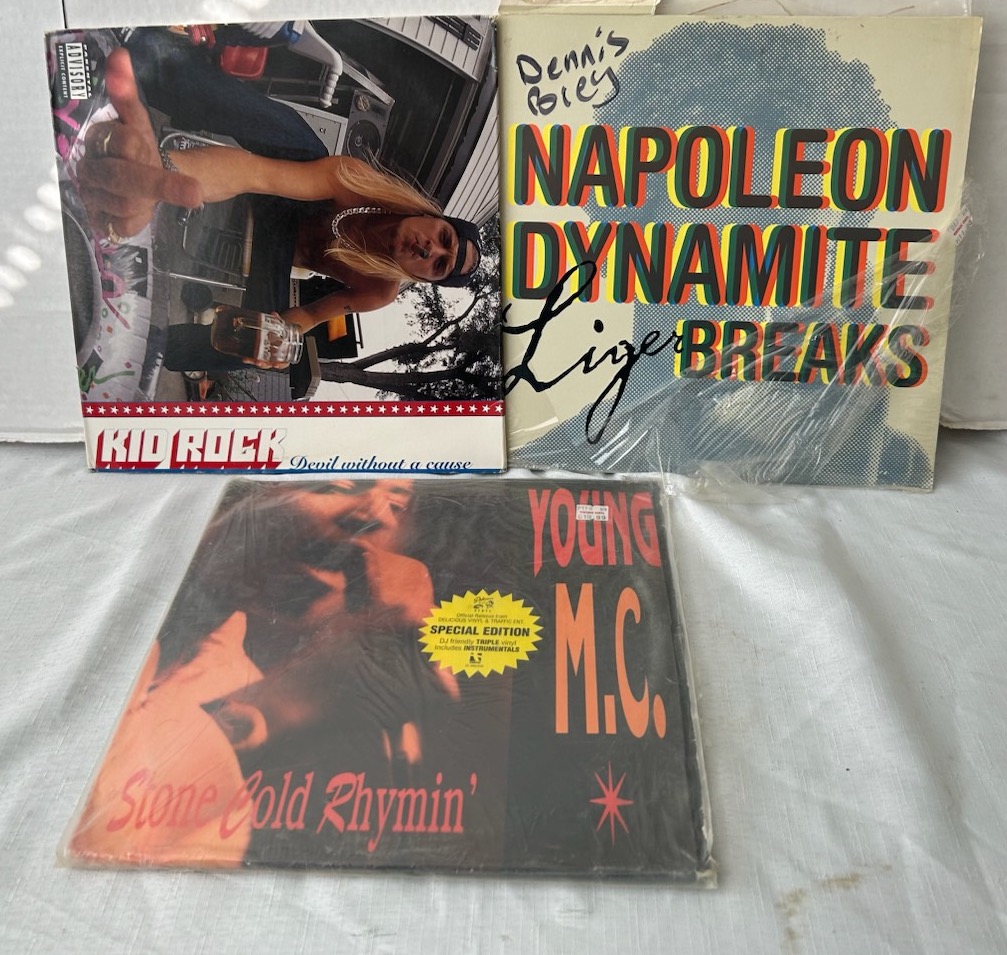 PARENTAL
ADVISORY
EXPLICIT CONTENT
KID ROCK
Devil without a cause
Dennis
NAPOLEON
DYNAMITE
Liger
BREAKS
YOUNG
M.C.
SPECIAL EDITION
DJ friendly TRIPLE vinyl
Includes INSTRUMENTALS
Stone Cold Rhymin'